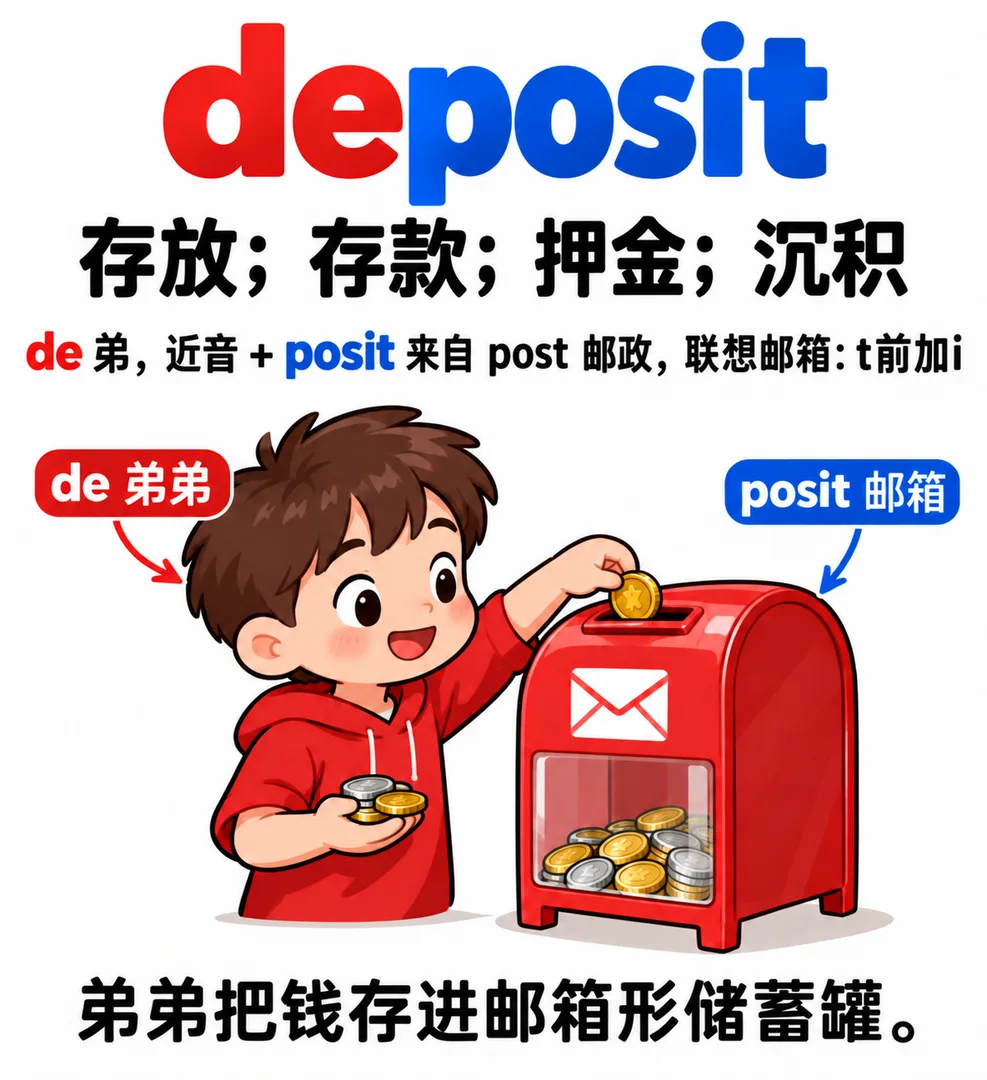 deposit
存放；存款；押金；沉积
de 弟，近音 + posit 来自 post 邮政，联想邮箱：t前加i
de 弟弟
posit 邮箱
弟弟把钱存进邮箱形储蓄罐。